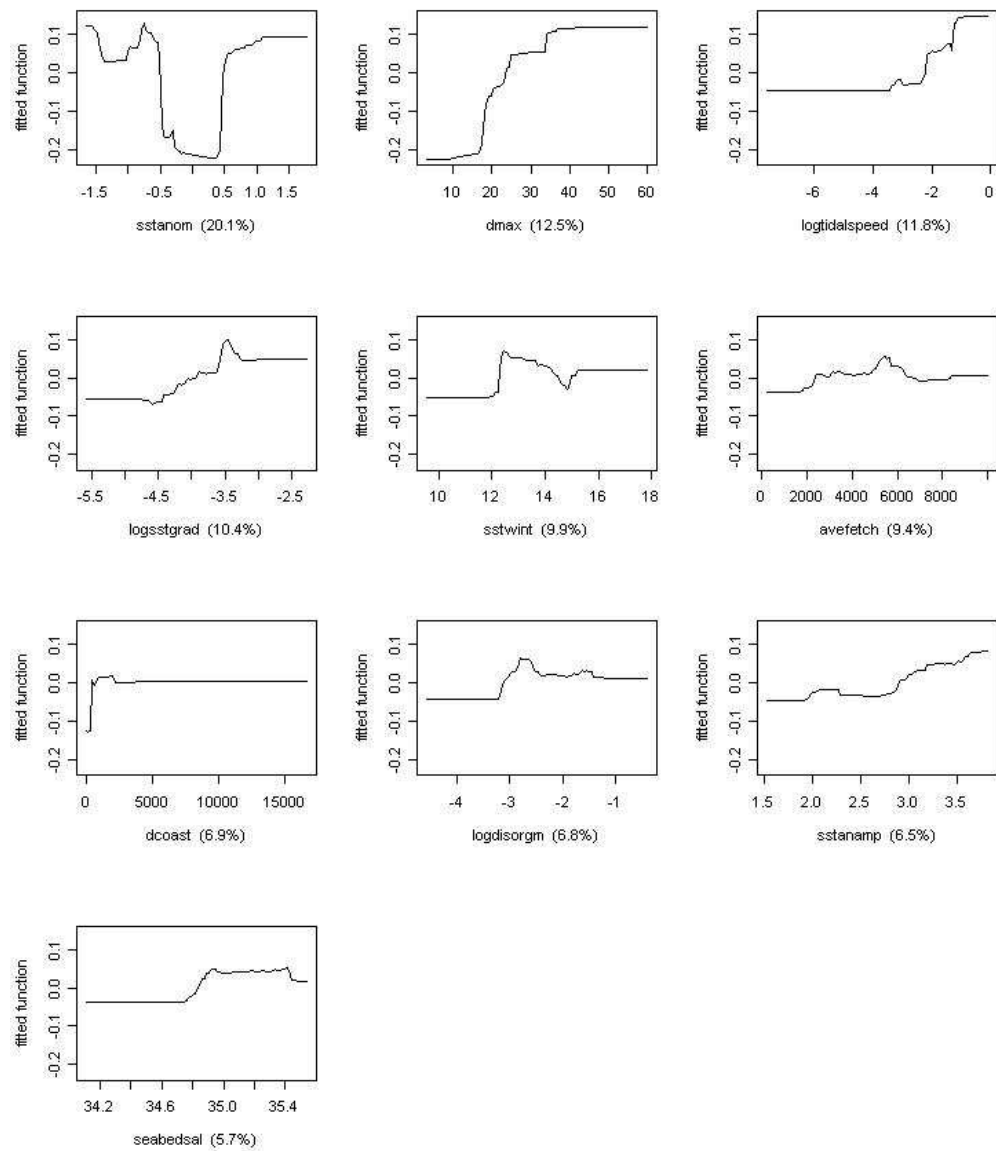 fitted function
-0.2 -0.1 0.0 0.1
-1.5 -0.5 0.5 1.0 1.5
sstanom (20.1%)
fitted function
-0.2 -0.1 0.0 0.1
10 20 30 40 50 60
dmax (12.5%)
fitted function
-0.2 -0.1 0.0 0.1
-6 -4 -2 0
logtidalspeed (11.8%)
fitted function
-0.2 -0.1 0.0 0.1
-5.5 -4.5 -3.5 -2.5
logsstgrad (10.4%)
fitted function
-0.2 -0.1 0.0 0.1
10 12 14 16 18
sstwint (9.9%)
fitted function
-0.2 -0.1 0.0 0.1
0 2000 4000 6000 8000
avefetch (9.4%)
fitted function
-0.2 -0.1 0.0 0.1
0 5000 10000 15000
dcoast (6.9%)
fitted function
-0.2 -0.1 0.0 0.1
-4 -3 -2 -1
logdisorgm (6.8%)
fitted function
-0.2 -0.1 0.0 0.1
1.5 2.0 2.5 3.0 3.5
sstanamp (6.5%)
fitted function
-0.2 -0.1 0.0 0.1
34.2 34.6 35.0 35.4
seabedsal (5.7%)